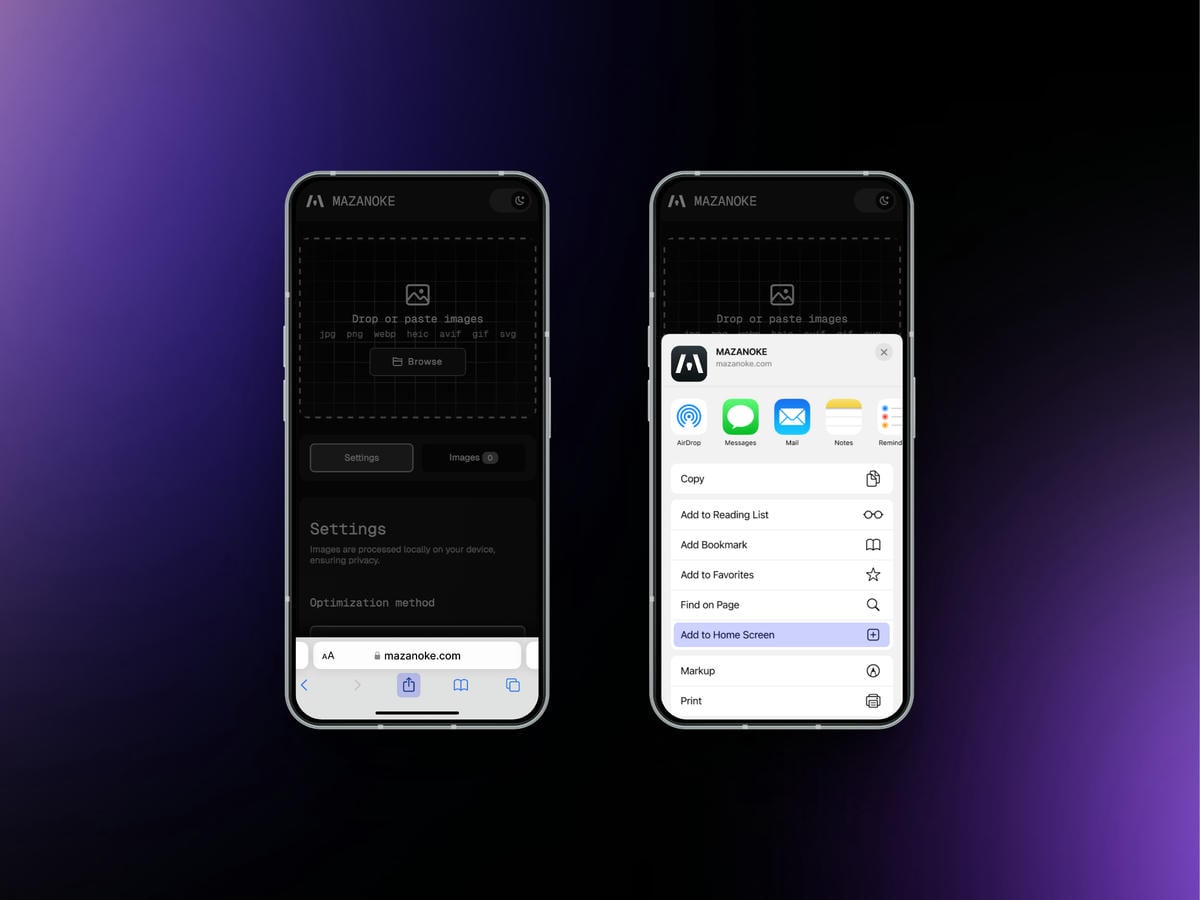 MAZANOKE
Drop or paste images
jpg png webp heic avif gif svg
Browse
Settings
Images 0
Settings
Images are processed locally on your device,
ensuring privacy.
Optimization method
AA mazanoke.com
MAZANOKE
Drop or paste images
MAZANOKE
mazanoke.com
AirDrop
Messages
Mail
Notes
Remind
Copy
Add to Reading List
Add Bookmark
Add to Favorites
Find on Page
Add to Home Screen
Markup
Print